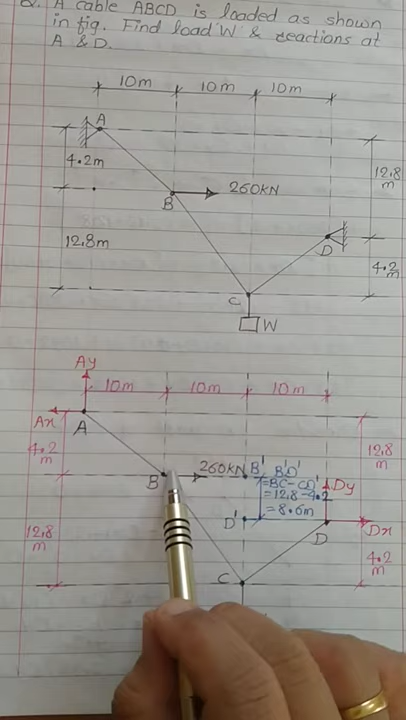 Q. A cable ABCD is loaded as shown
in fig. Find load 'W' & reactions at
A & D.
10m 10m 10m
A
4.2m
12.8
m
260KN
B
12.8m
D
4.2
m
C
W
Ay
10m 10m 10m
Ax
A
4.2
m
12.8
m
260KN B' B'D'
B
=BC-CD'
=12.8-4.2
=8.6m
Dy
12.8
m
D'
D
Dx
4.2
m
C